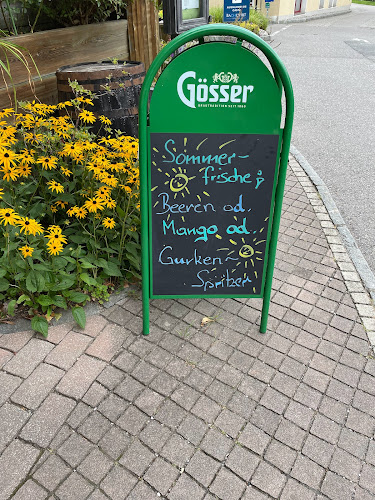 Gösser
Sommer-
frische
Beeren od.
Mango od.
Gurken~
Spritzer